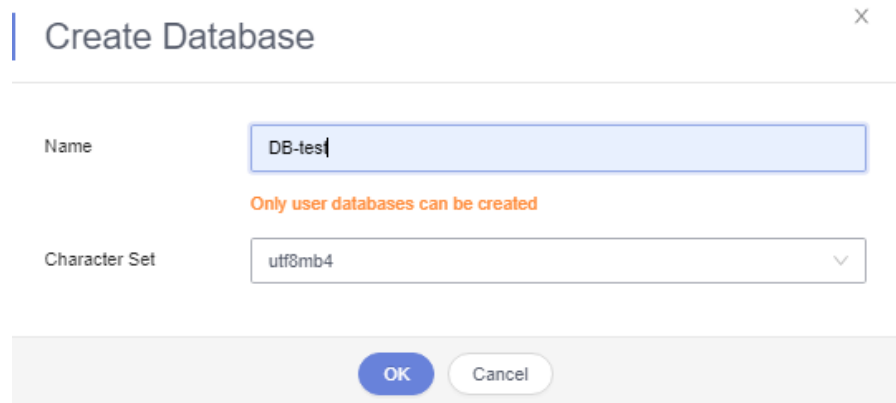 Create Database
Name
DB-test
Only user databases can be created
Character Set
utf8mb4
OK
Cancel